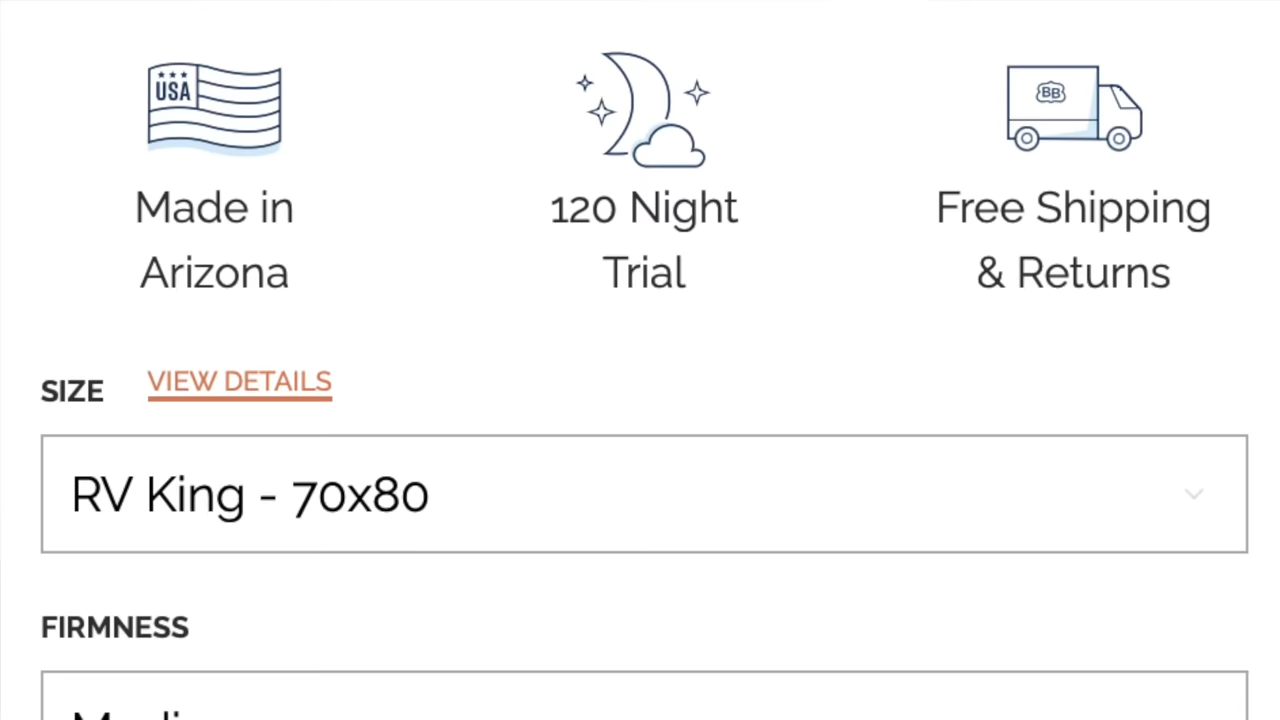 USA
BB
Made in
Arizona
120 Night
Trial
Free Shipping
& Returns
SIZE
VIEW DETAILS
RV King - 70x80
FIRMNESS